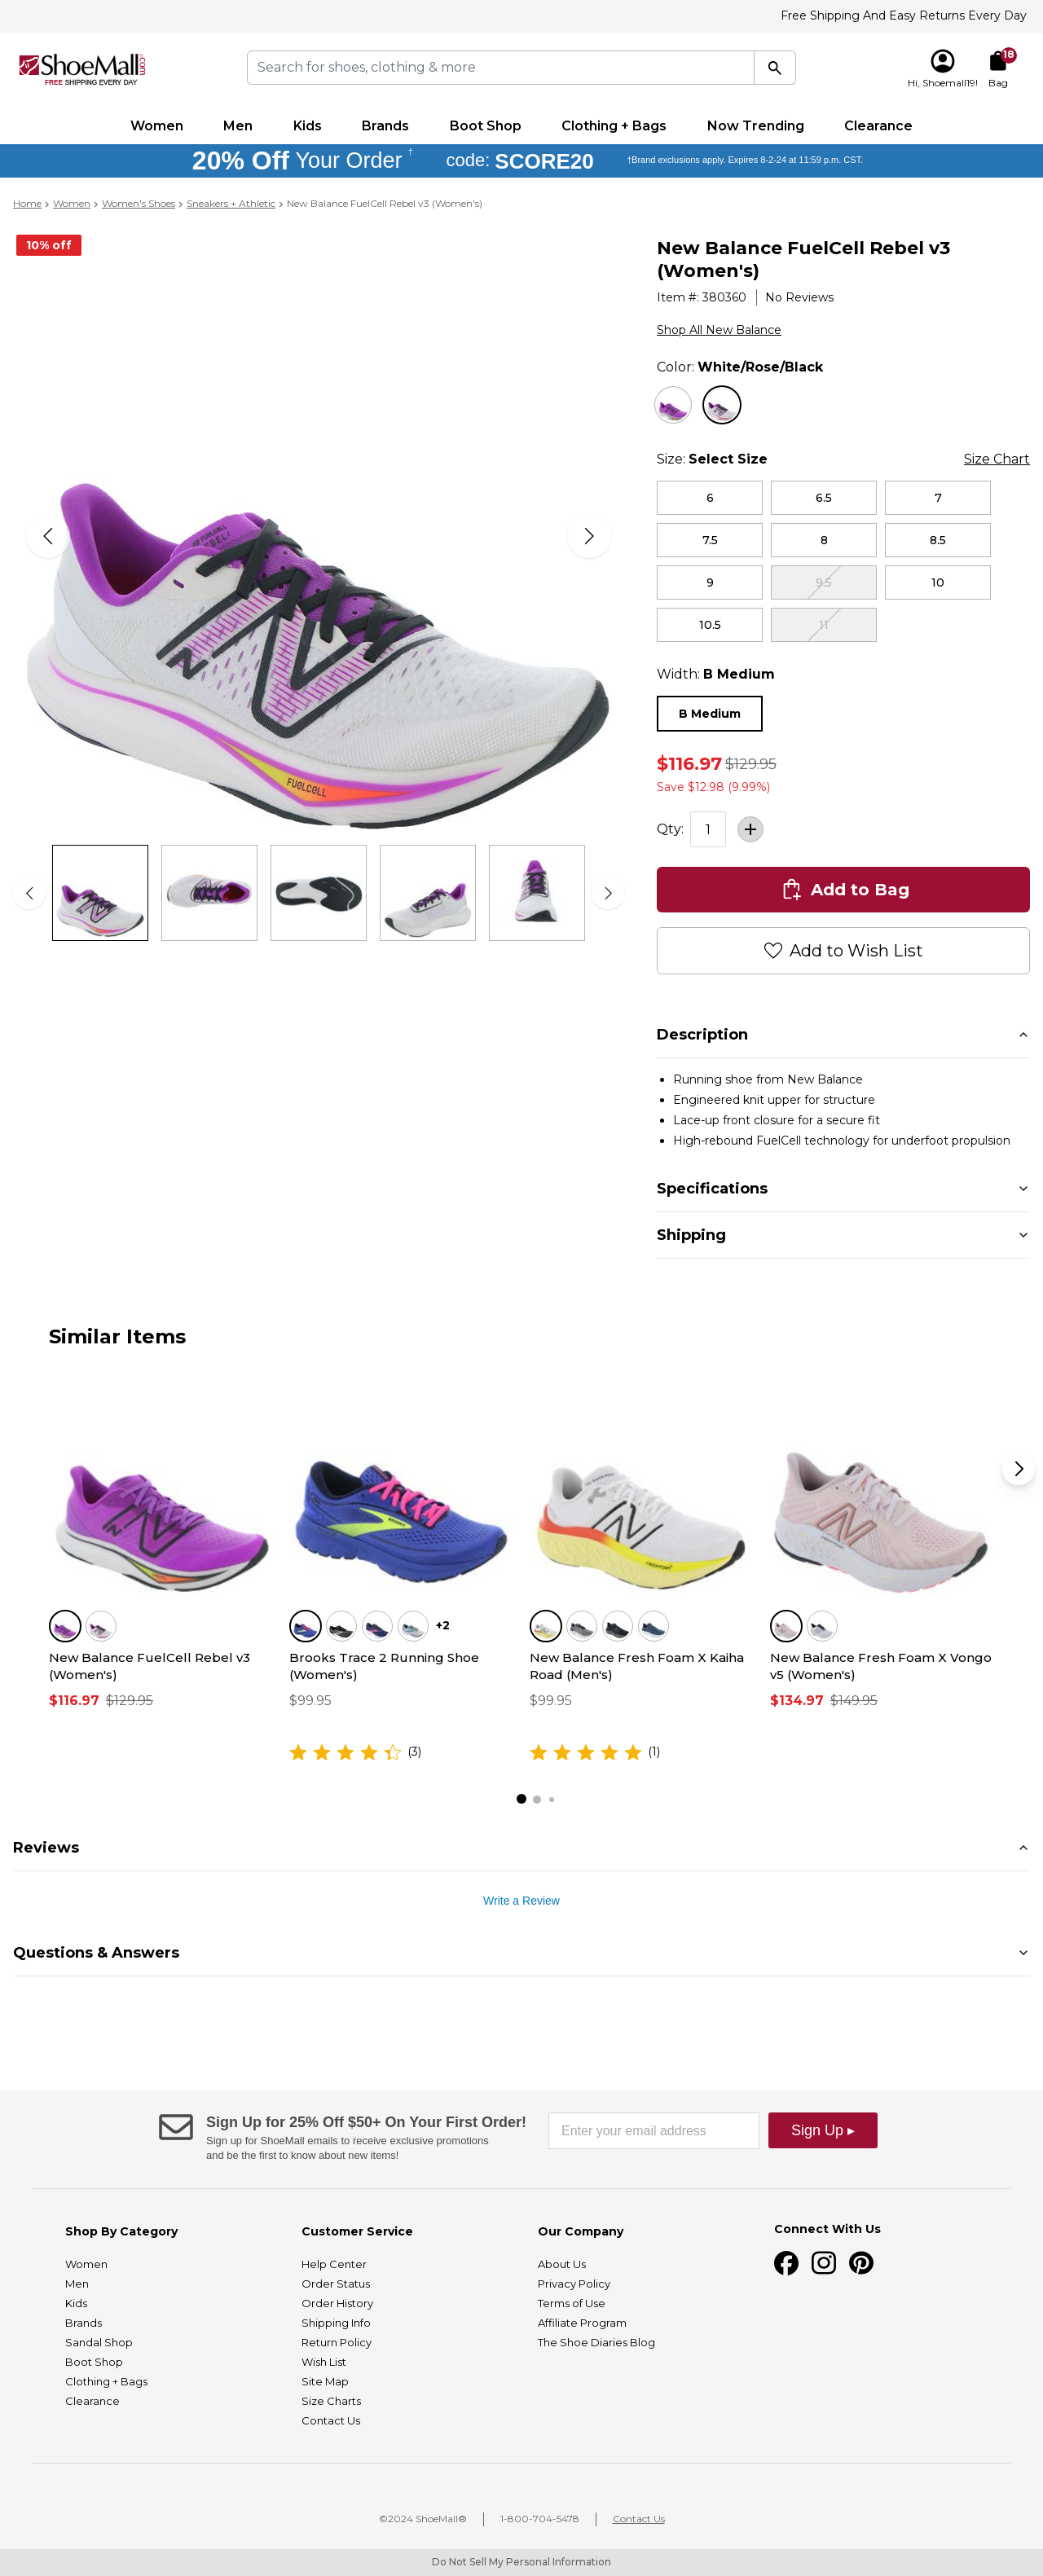 Free Shipping And Easy Returns Every Day
ShoeMall.com
FREE SHIPPING EVERY DAY
Search for shoes, clothing & more
18
Hi, Shoemall19!
Bag
Women
Men
Kids
Brands
Boot Shop
Clothing + Bags
Now Trending
Clearance
20% Off Your Order †
code: SCORE20
†Brand exclusions apply. Expires 8-2-24 at 11:59 p.m. CST.
Home > Women > Women's Shoes > Sneakers + Athletic > New Balance FuelCell Rebel v3 (Women's)
10% off
FUELCELL
New Balance FuelCell Rebel v3
(Women's)
Item #: 380360 | No Reviews
Shop All New Balance
Color: White/Rose/Black
Size: Select Size
Size Chart
6
6.5
7
7.5
8
8.5
9
9.5
10
10.5
11
Width: B Medium
B Medium
$116.97 $129.95
Save $12.98 (9.99%)
Qty: 1 +
Add to Bag
Add to Wish List
Description
• Running shoe from New Balance
• Engineered knit upper for structure
• Lace-up front closure for a secure fit
• High-rebound FuelCell technology for underfoot propulsion
Specifications
Shipping
Similar Items
New Balance FuelCell Rebel v3
(Women's)
$116.97 $129.95
+2
Brooks Trace 2 Running Shoe
(Women's)
$99.95
(3)
New Balance Fresh Foam X Kaiha
Road (Men's)
$99.95
(1)
New Balance Fresh Foam X Vongo
v5 (Women's)
$134.97 $149.95
Reviews
Write a Review
Questions & Answers
Sign Up for 25% Off $50+ On Your First Order!
Sign up for ShoeMall emails to receive exclusive promotions
and be the first to know about new items!
Enter your email address
Sign Up ▸
Shop By Category
Women
Men
Kids
Brands
Sandal Shop
Boot Shop
Clothing + Bags
Clearance
Customer Service
Help Center
Order Status
Order History
Shipping Info
Return Policy
Wish List
Site Map
Size Charts
Contact Us
Our Company
About Us
Privacy Policy
Terms of Use
Affiliate Program
The Shoe Diaries Blog
Connect With Us
©2024 ShoeMall® | 1-800-704-5478 | Contact Us
Do Not Sell My Personal Information